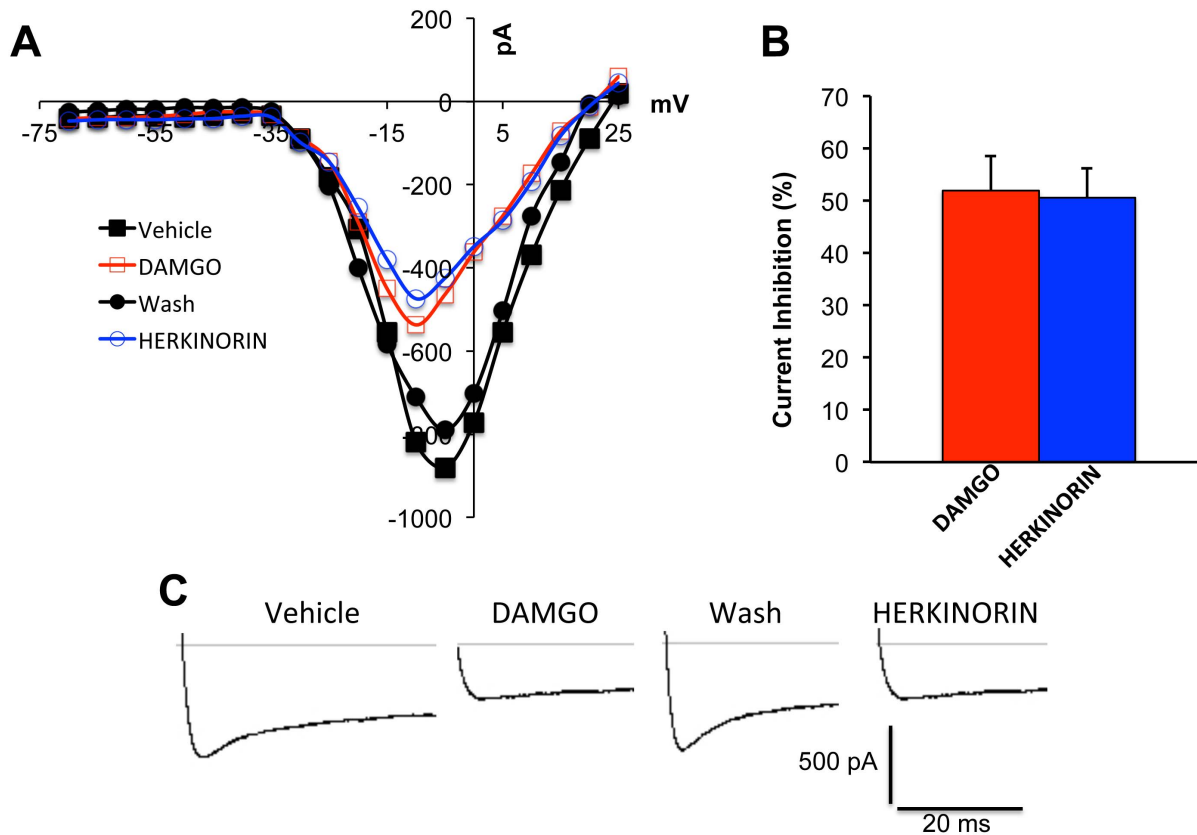 A
200
pA
0
mV
-75
-55
-35
-15
5
25
-200
-400
-600
-800
-1000
Vehicle
DAMGO
Wash
HERKINORIN
B
Current Inhibition (%)
70
60
50
40
30
20
10
0
DAMGO
HERKINORIN
C
Vehicle
DAMGO
Wash
HERKINORIN
500 pA
20 ms